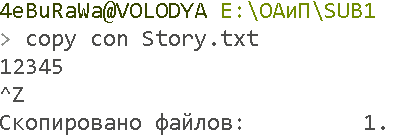 4eBuRaWa@VOLODYA E:\ОАиП\SUB1
> copy con Story.txt
12345
^Z
Скопировано файлов:         1.